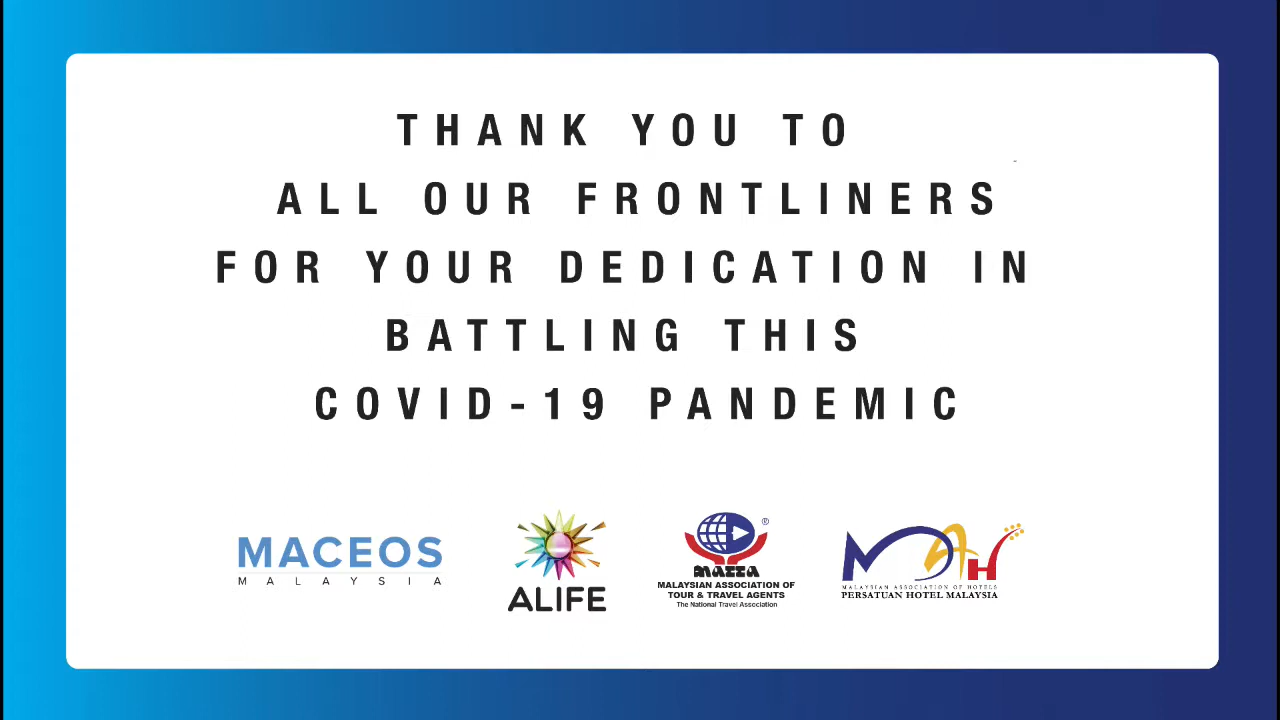 THANK YOU TO
ALL OUR FRONTLINERS
FOR YOUR DEDICATION IN
BATTLING THIS
COVID-19 PANDEMIC
MACEOS
MALAYSIA
ALIFE
®
MATTA
MALAYSIAN ASSOCIATION OF
TOUR & TRAVEL AGENTS
The National Travel Association
MAH
MALAYSIAN ASSOCIATION OF HOTELS
PERSATUAN HOTEL MALAYSIA